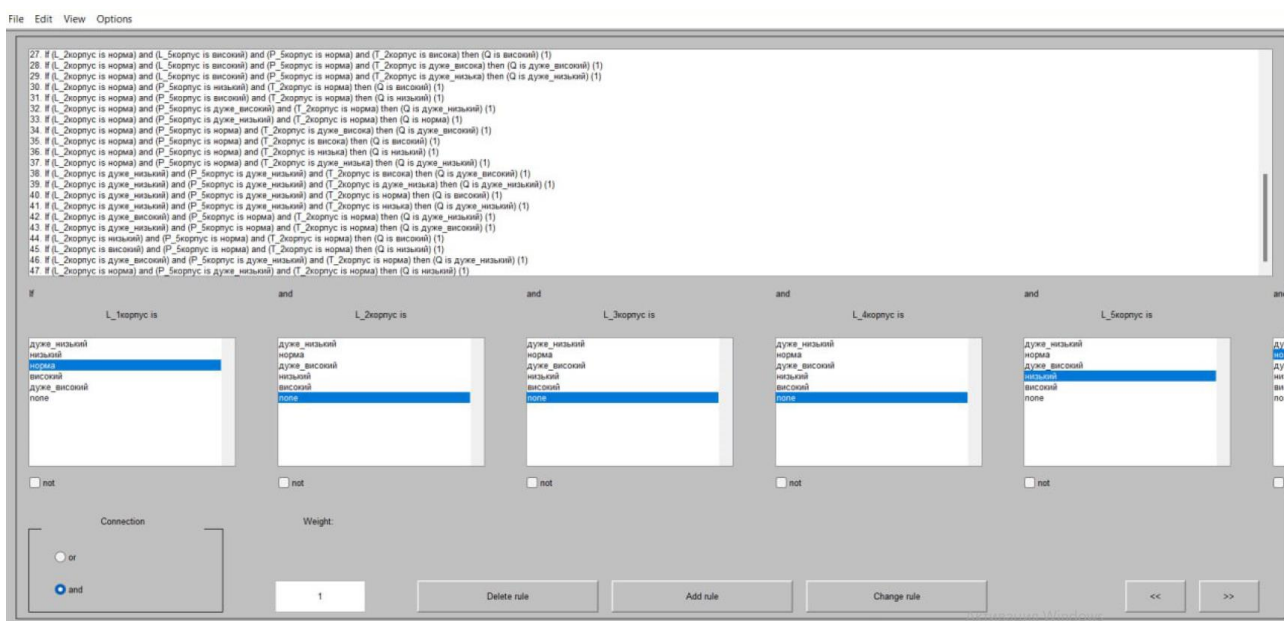 File Edit View Options
27. If (L_2корпус is норма) and (L_5корпус is високий) and (P_5корпус is норма) and (T_2корпус is висока) then (Q is високий) (1)
28. If (L_2корпус is норма) and (L_5корпус is високий) and (P_5корпус is норма) and (T_2корпус is дуже_висока) then (Q is дуже_високий) (1)
29. If (L_2корпус is норма) and (L_5корпус is високий) and (P_5корпус is норма) and (T_2корпус is дуже_низька) then (Q is дуже_низький) (1)
30. If (L_2корпус is норма) and (P_5корпус is низький) and (T_2корпус is норма) then (Q is високий) (1)
31. If (L_2корпус is норма) and (P_5корпус is високий) and (T_2корпус is норма) then (Q is низький) (1)
32. If (L_2корпус is норма) and (P_5корпус is дуже_високий) and (T_2корпус is норма) then (Q is дуже_низький) (1)
33. If (L_2корпус is норма) and (P_5корпус is дуже_низький) and (T_2корпус is норма) then (Q is норма) (1)
34. If (L_2корпус is норма) and (P_5корпус is норма) and (T_2корпус is дуже_висока) then (Q is дуже_високий) (1)
35. If (L_2корпус is норма) and (P_5корпус is норма) and (T_2корпус is висока) then (Q is високий) (1)
36. If (L_2корпус is норма) and (P_5корпус is норма) and (T_2корпус is низька) then (Q is низький) (1)
37. If (L_2корпус is норма) and (P_5корпус is норма) and (T_2корпус is дуже_низька) then (Q is дуже_низький) (1)
38. If (L_2корпус is дуже_низький) and (P_5корпус is дуже_низький) and (T_2корпус is висока) then (Q is дуже_високий) (1)
39. If (L_2корпус is дуже_низький) and (P_5корпус is дуже_низький) and (T_2корпус is дуже_низька) then (Q is дуже_низький) (1)
40. If (L_2корпус is дуже_низький) and (P_5корпус is дуже_низький) and (T_2корпус is норма) then (Q is високий) (1)
41. If (L_2корпус is дуже_низький) and (P_5корпус is дуже_низький) and (T_2корпус is низька) then (Q is дуже_низький) (1)
42. If (L_2корпус is дуже_високий) and (P_5корпус is норма) and (T_2корпус is норма) then (Q is дуже_низький) (1)
43. If (L_2корпус is дуже_низький) and (P_5корпус is норма) and (T_2корпус is норма) then (Q is дуже_високий) (1)
44. If (L_2корпус is низький) and (P_5корпус is норма) and (T_2корпус is норма) then (Q is високий) (1)
45. If (L_2корпус is високий) and (P_5корпус is норма) and (T_2корпус is норма) then (Q is низький) (1)
46. If (L_2корпус is дуже_високий) and (P_5корпус is дуже_низький) and (T_2корпус is норма) then (Q is дуже_низький) (1)
47. If (L_2корпус is норма) and (P_5корпус is дуже_низький) and (T_2корпус is норма) then (Q is низький) (1)
If and and and and an
L_1корпус is L_2корпус is L_3корпус is L_4корпус is L_5корпус is
дуже_низький дуже_низький дуже_низький дуже_низький дуже_низький ду
низький норма норма норма норма но
норма дуже_високий дуже_високий дуже_високий дуже_високий ду
високий низький низький низький низький ни
дуже_високий високий високий високий високий ви
none none none none none no
not not not not not
Connection Weight:
or
and 1 Delete rule Add rule Change rule << >>